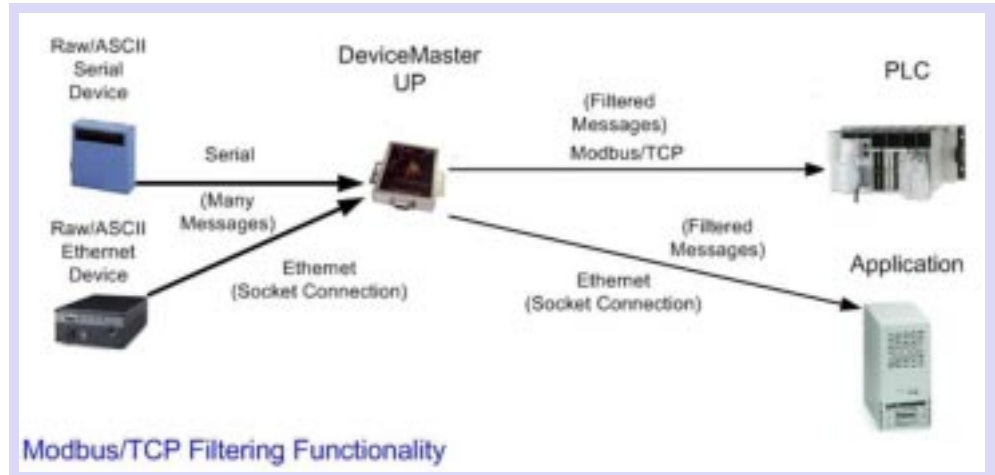 Raw/ASCII
Serial
Device
DeviceMaster
UP
PLC
(Filtered
Messages)
Modbus/TCP
Serial
(Many
Messages)
Raw/ASCII
Ethernet
Device
Ethernet
(Socket Connection)
(Filtered
Messages)
Ethernet
(Socket Connection)
Application
Modbus/TCP Filtering Functionality